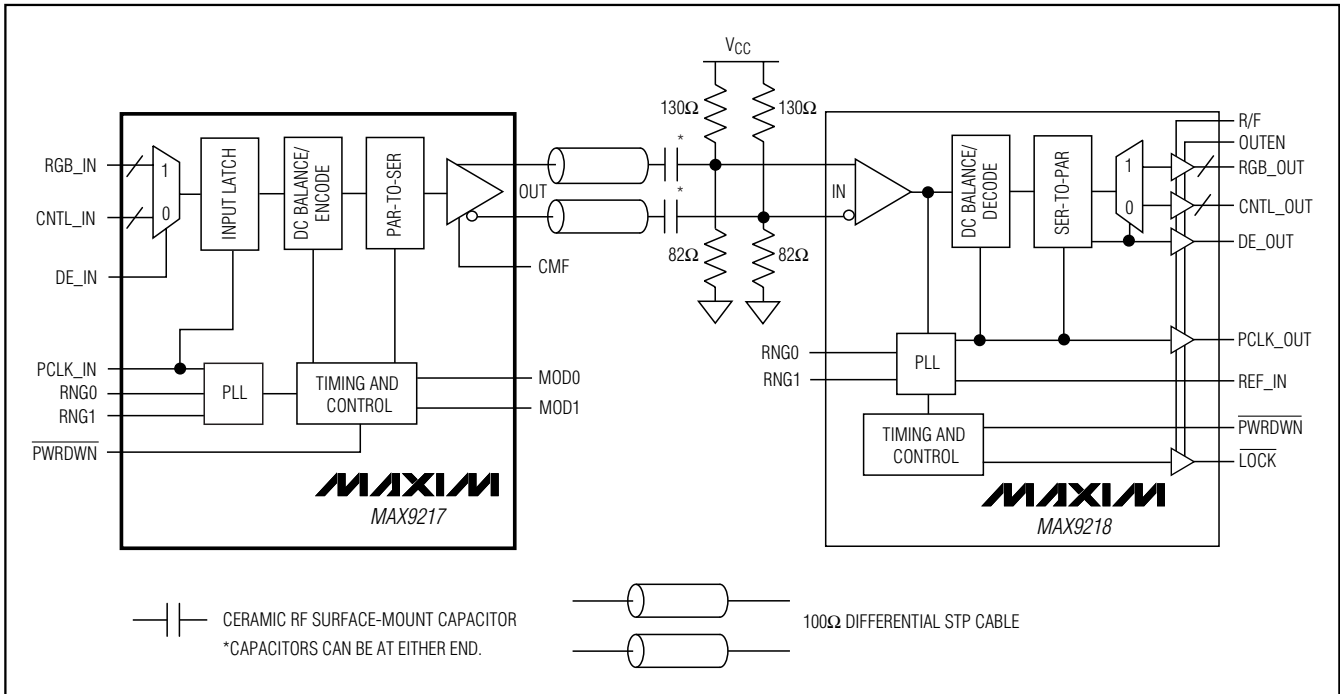 VCC
130Ω
130Ω
*
*
82Ω
82Ω
RGB_IN
CNTL_IN
DE_IN
PCLK_IN
RNG0
RNG1
PWRDWN
1
0
INPUT LATCH
DC BALANCE/
ENCODE
PAR-TO-SER
OUT
CMF
PLL
TIMING AND
CONTROL
MOD0
MOD1
MAXIM
MAX9217
IN
DC BALANCE/
DECODE
SER-TO-PAR
1
0
R/F
OUTEN
RGB_OUT
CNTL_OUT
DE_OUT
PCLK_OUT
RNG0
RNG1
PLL
REF_IN
TIMING AND
CONTROL
PWRDWN
LOCK
MAXIM
MAX9218
CERAMIC RF SURFACE-MOUNT CAPACITOR
*CAPACITORS CAN BE AT EITHER END.
100Ω DIFFERENTIAL STP CABLE